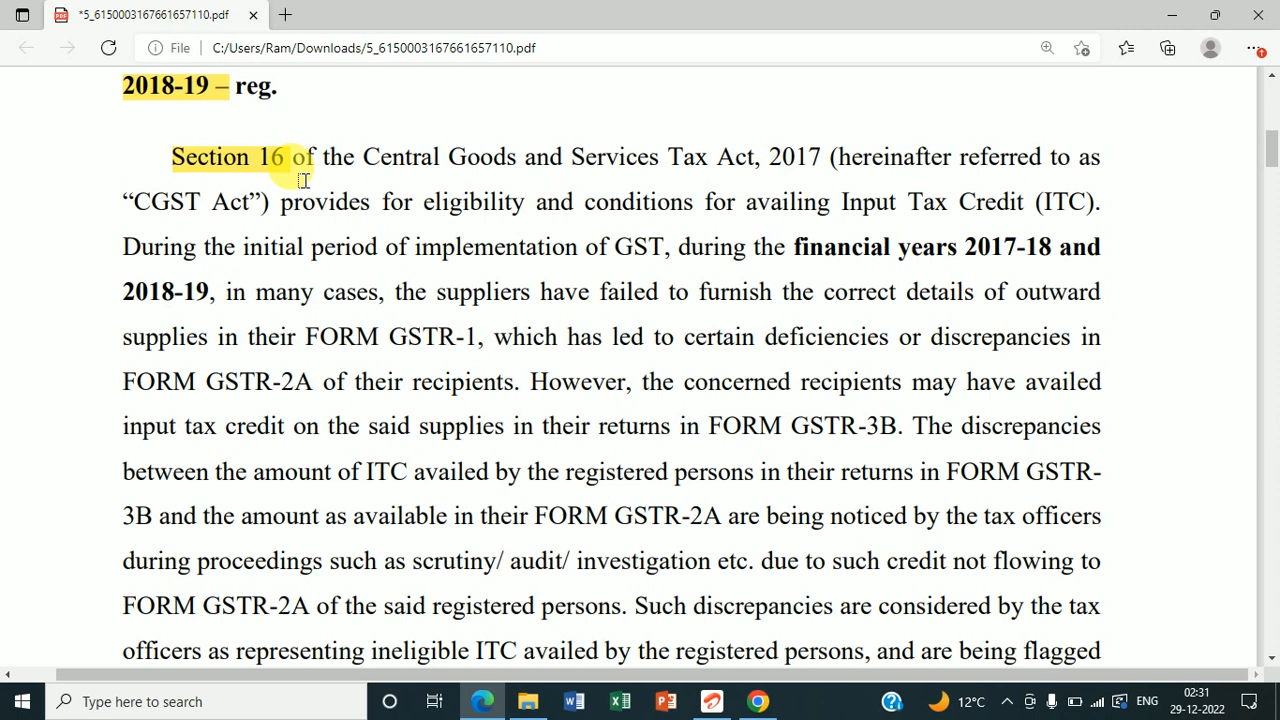 *5_6150003167661657110.pdf
File C:/Users/Ram/Downloads/5_6150003167661657110.pdf
2018-19 – reg.
Section 16 of the Central Goods and Services Tax Act, 2017 (hereinafter referred to as
“CGST Act”) provides for eligibility and conditions for availing Input Tax Credit (ITC).
During the initial period of implementation of GST, during the financial years 2017-18 and
2018-19, in many cases, the suppliers have failed to furnish the correct details of outward
supplies in their FORM GSTR-1, which has led to certain deficiencies or discrepancies in
FORM GSTR-2A of their recipients. However, the concerned recipients may have availed
input tax credit on the said supplies in their returns in FORM GSTR-3B. The discrepancies
between the amount of ITC availed by the registered persons in their returns in FORM GSTR-
3B and the amount as available in their FORM GSTR-2A are being noticed by the tax officers
during proceedings such as scrutiny/ audit/ investigation etc. due to such credit not flowing to
FORM GSTR-2A of the said registered persons. Such discrepancies are considered by the tax
officers as representing ineligible ITC availed by the registered persons, and are being flagged
Type here to search
12°C
ENG
02:31
29-12-2022